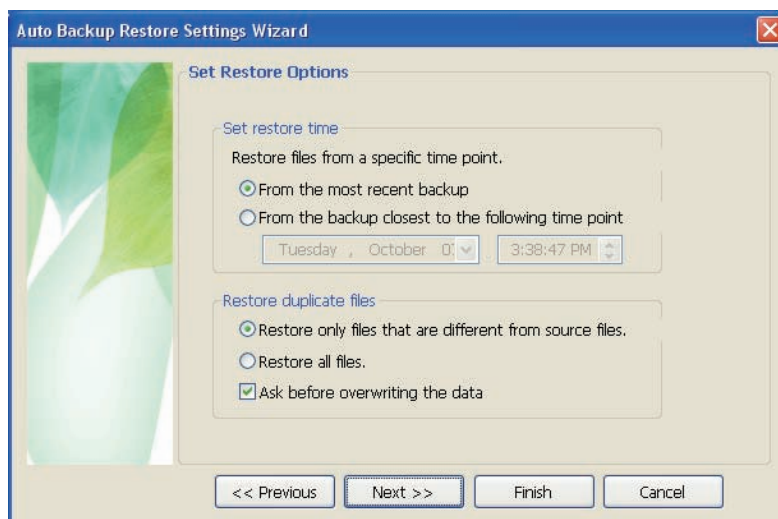 Auto Backup Restore Settings Wizard
Set Restore Options
Set restore time
Restore files from a specific time point.
From the most recent backup
From the backup closest to the following time point
Tuesday , October
3:38:47 PM
Restore duplicate files
Restore only files that are different from source files.
Restore all files.
Ask before overwriting the data
<< Previous
Next >>
Finish
Cancel